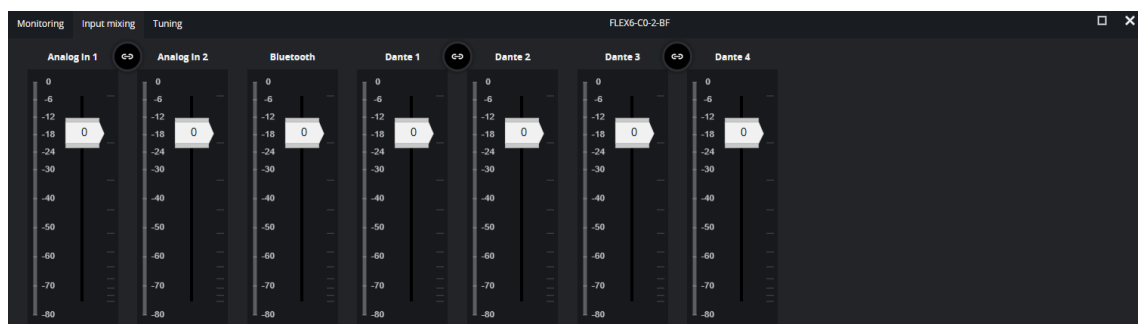 Monitoring Input mixing Tuning FLEX6-C0-2-BF
Analog In 1 Analog In 2 Bluetooth Dante 1 Dante 2 Dante 3 Dante 4
0 0 0 0 0 0 0
-6 -6 -6 -6 -6 -6 -6
-12 -12 -12 -12 -12 -12 -12
-18 0 -18 0 -18 0 -18 0 -18 0 -18 0 -18 0
-24 -24 -24 -24 -24 -24 -24
-30 -30 -30 -30 -30 -30 -30
-40 -40 -40 -40 -40 -40 -40
-50 -50 -50 -50 -50 -50 -50
-60 -60 -60 -60 -60 -60 -60
-70 -70 -70 -70 -70 -70 -70
-80 -80 -80 -80 -80 -80 -80